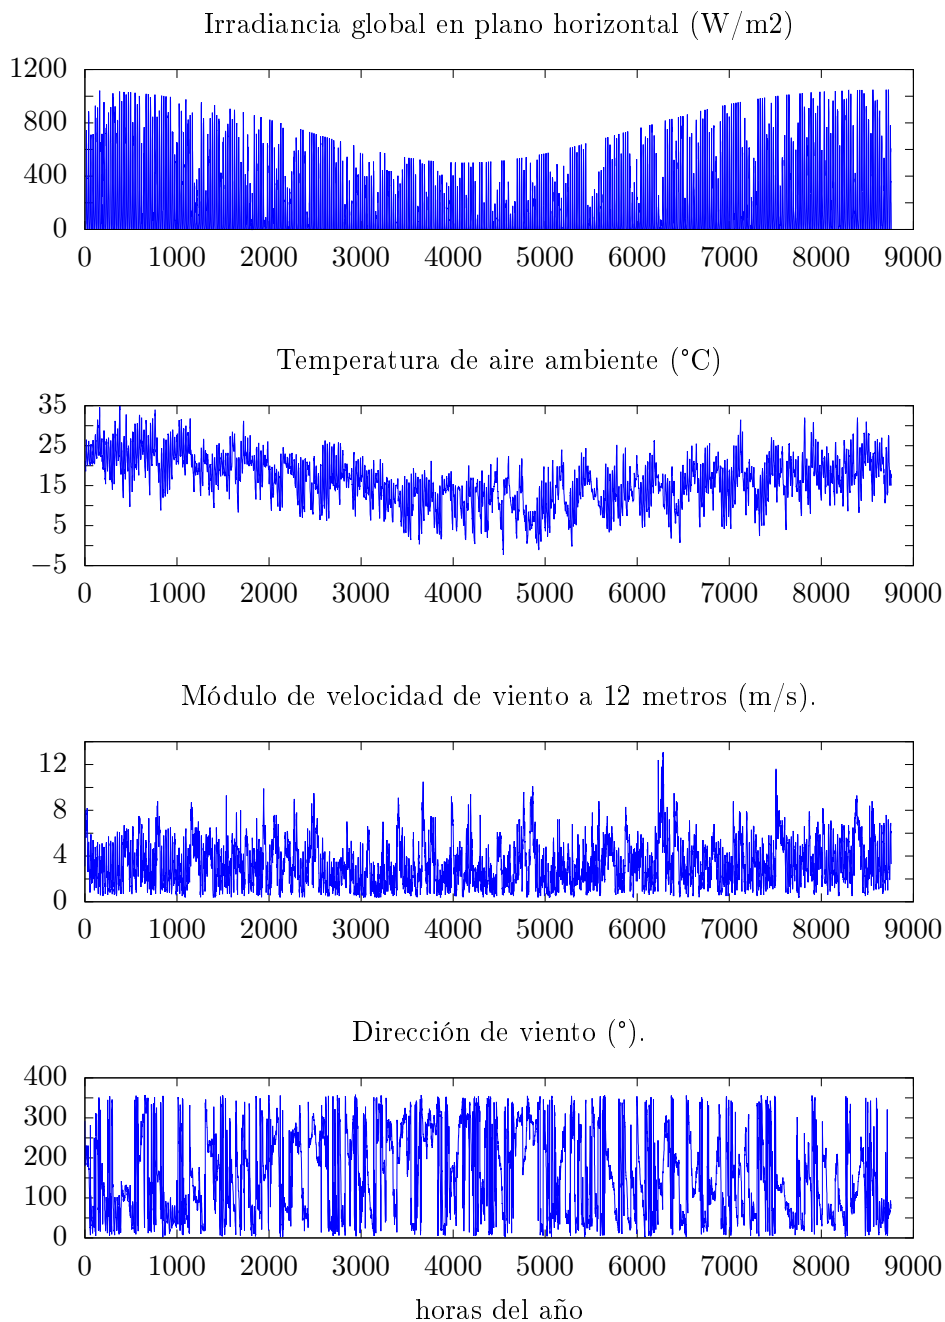 Irradiancia global en plano horizontal (W/m2)
1200
800
400
0
0 1000 2000 3000 4000 5000 6000 7000 8000 9000
Temperatura de aire ambiente (°C)
35
25
15
5
−5
0 1000 2000 3000 4000 5000 6000 7000 8000 9000
Módulo de velocidad de viento a 12 metros (m/s).
12
8
4
0
0 1000 2000 3000 4000 5000 6000 7000 8000 9000
Dirección de viento (°).
400
300
200
100
0
0 1000 2000 3000 4000 5000 6000 7000 8000 9000
horas del año